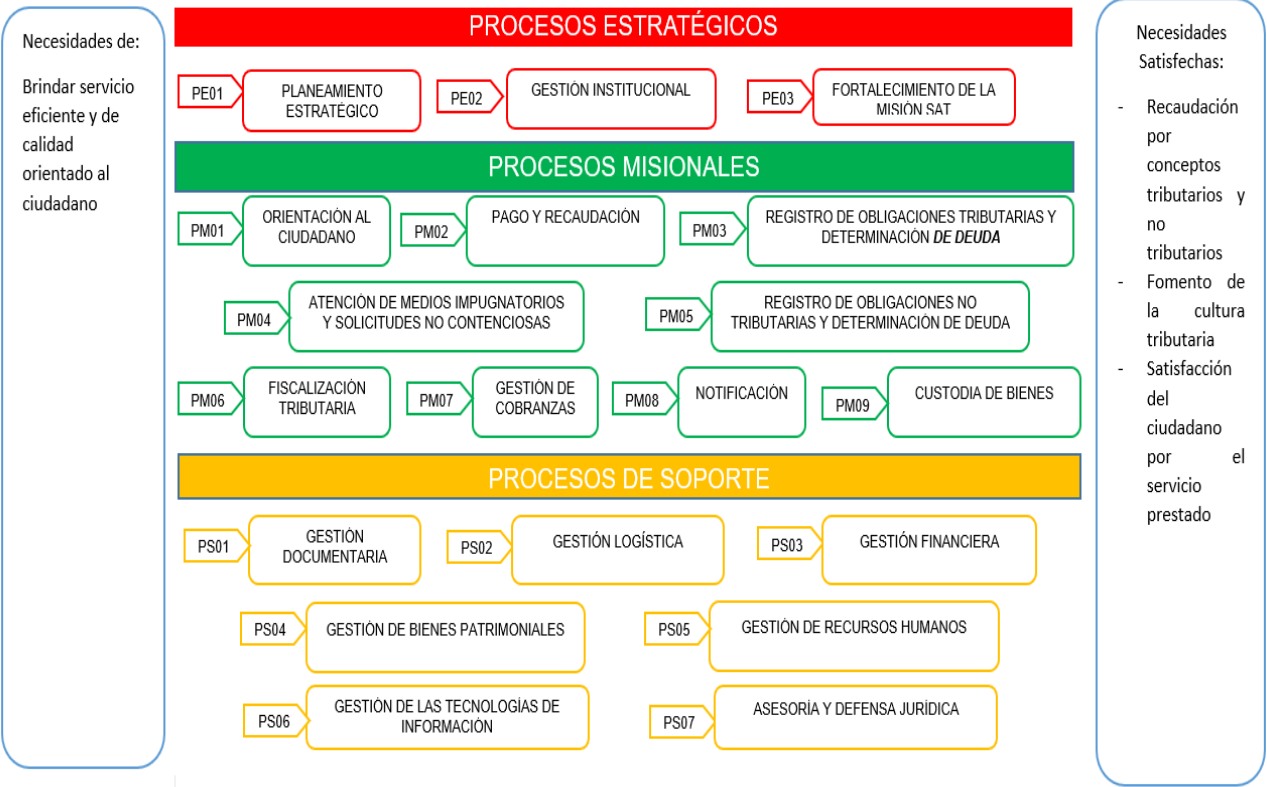 Necesidades de:
Brindar servicio
eficiente y de
calidad
orientado al
ciudadano
PROCESOS ESTRATÉGICOS
PE01
PLANEAMIENTO
ESTRATÉGICO
PE02
GESTIÓN INSTITUCIONAL
PE03
FORTALECIMIENTO DE LA
MISIÓN SAT
PROCESOS MISIONALES
PM01
ORIENTACIÓN AL
CIUDADANO
PM02
PAGO Y RECAUDACIÓN
PM03
REGISTRO DE OBLIGACIONES TRIBUTARIAS Y
DETERMINACIÓN DE DEUDA
PM04
ATENCIÓN DE MEDIOS IMPUGNATORIOS
Y SOLICITUDES NO CONTENCIOSAS
PM05
REGISTRO DE OBLIGACIONES NO
TRIBUTARIAS Y DETERMINACIÓN DE DEUDA
PM06
FISCALIZACIÓN
TRIBUTARIA
PM07
GESTIÓN DE
COBRANZAS
PM08
NOTIFICACIÓN
PM09
CUSTODIA DE BIENES
PROCESOS DE SOPORTE
PS01
GESTIÓN
DOCUMENTARIA
PS02
GESTIÓN LOGÍSTICA
PS03
GESTIÓN FINANCIERA
PS04
GESTIÓN DE BIENES PATRIMONIALES
PS05
GESTIÓN DE RECURSOS HUMANOS
PS06
GESTIÓN DE LAS TECNOLOGÍAS DE
INFORMACIÓN
PS07
ASESORÍA Y DEFENSA JURÍDICA
Necesidades
Satisfechas:
- Recaudación
por
conceptos
tributarios y
no
tributarios
- Fomento de
la cultura
tributaria
- Satisfacción
del
ciudadano
por el
servicio
prestado